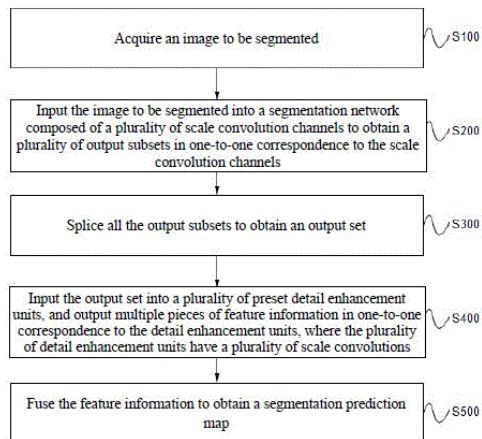 Acquire an image to be segmented
S100
Input the image to be segmented into a segmentation network
composed of a plurality of scale convolution channels to obtain a
plurality of output subsets in one-to-one correspondence to the scale
convolution channels
S200
Splice all the output subsets to obtain an output set
S300
Input the output set into a plurality of preset detail enhancement
units, and output multiple pieces of feature information in one-to-one
correspondence to the detail enhancement units, where the plurality
of detail enhancement units have a plurality of scale convolutions
S400
Fuse the feature information to obtain a segmentation prediction
map
S500